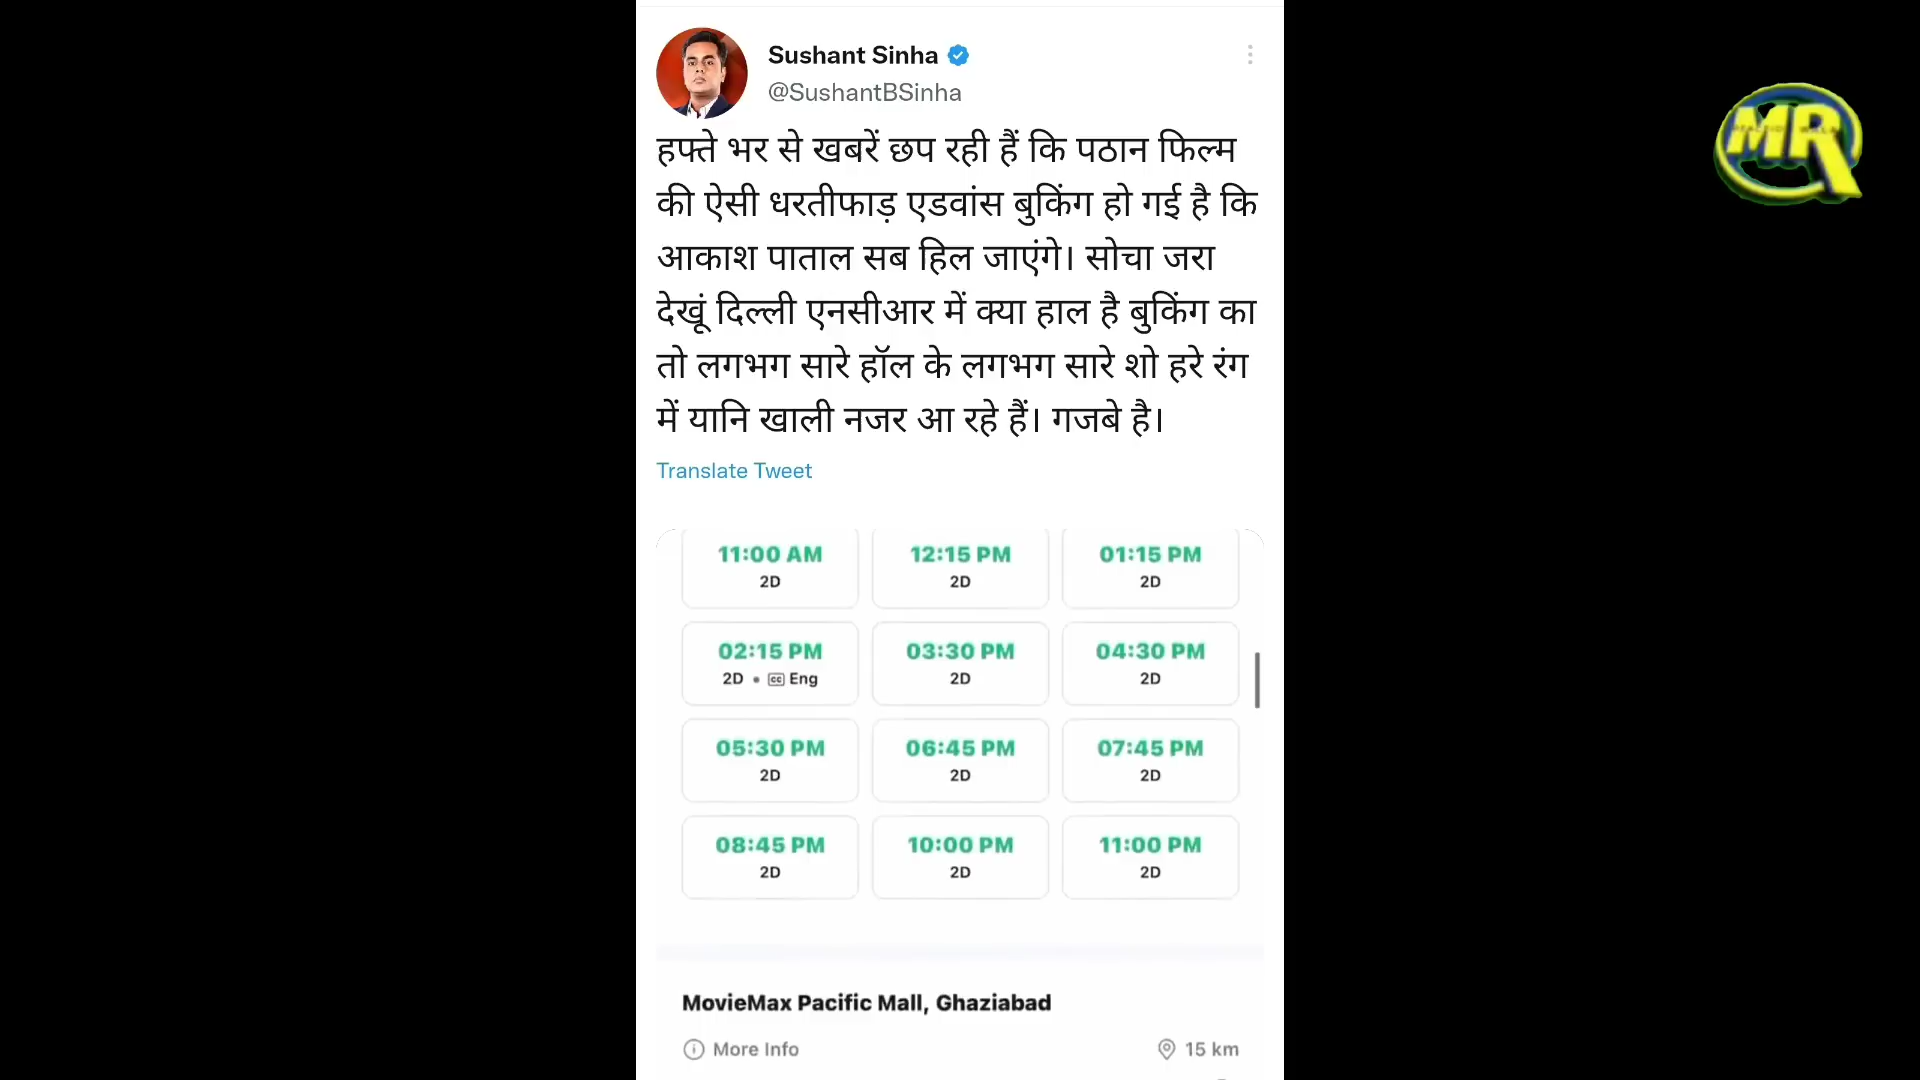 Sushant Sinha
@SushantBSinha
हफ्ते भर से खबरें छप रही हैं कि पठान फिल्म
की ऐसी धरतीफाड़ एडवांस बुकिंग हो गई है कि
आकाश पाताल सब हिल जाएंगे। सोचा जरा
देखूं दिल्ली एनसीआर में क्या हाल है बुकिंग का
तो लगभग सारे हॉल के लगभग सारे शो हरे रंग
में यानि खाली नजर आ रहे हैं। गजबे है।
Translate Tweet
11:00 AM 12:15 PM 01:15 PM
2D 2D 2D
02:15 PM 03:30 PM 04:30 PM
2D • CC Eng 2D 2D
05:30 PM 06:45 PM 07:45 PM
2D 2D 2D
08:45 PM 10:00 PM 11:00 PM
2D 2D 2D
MovieMax Pacific Mall, Ghaziabad
More Info 15 km
MR